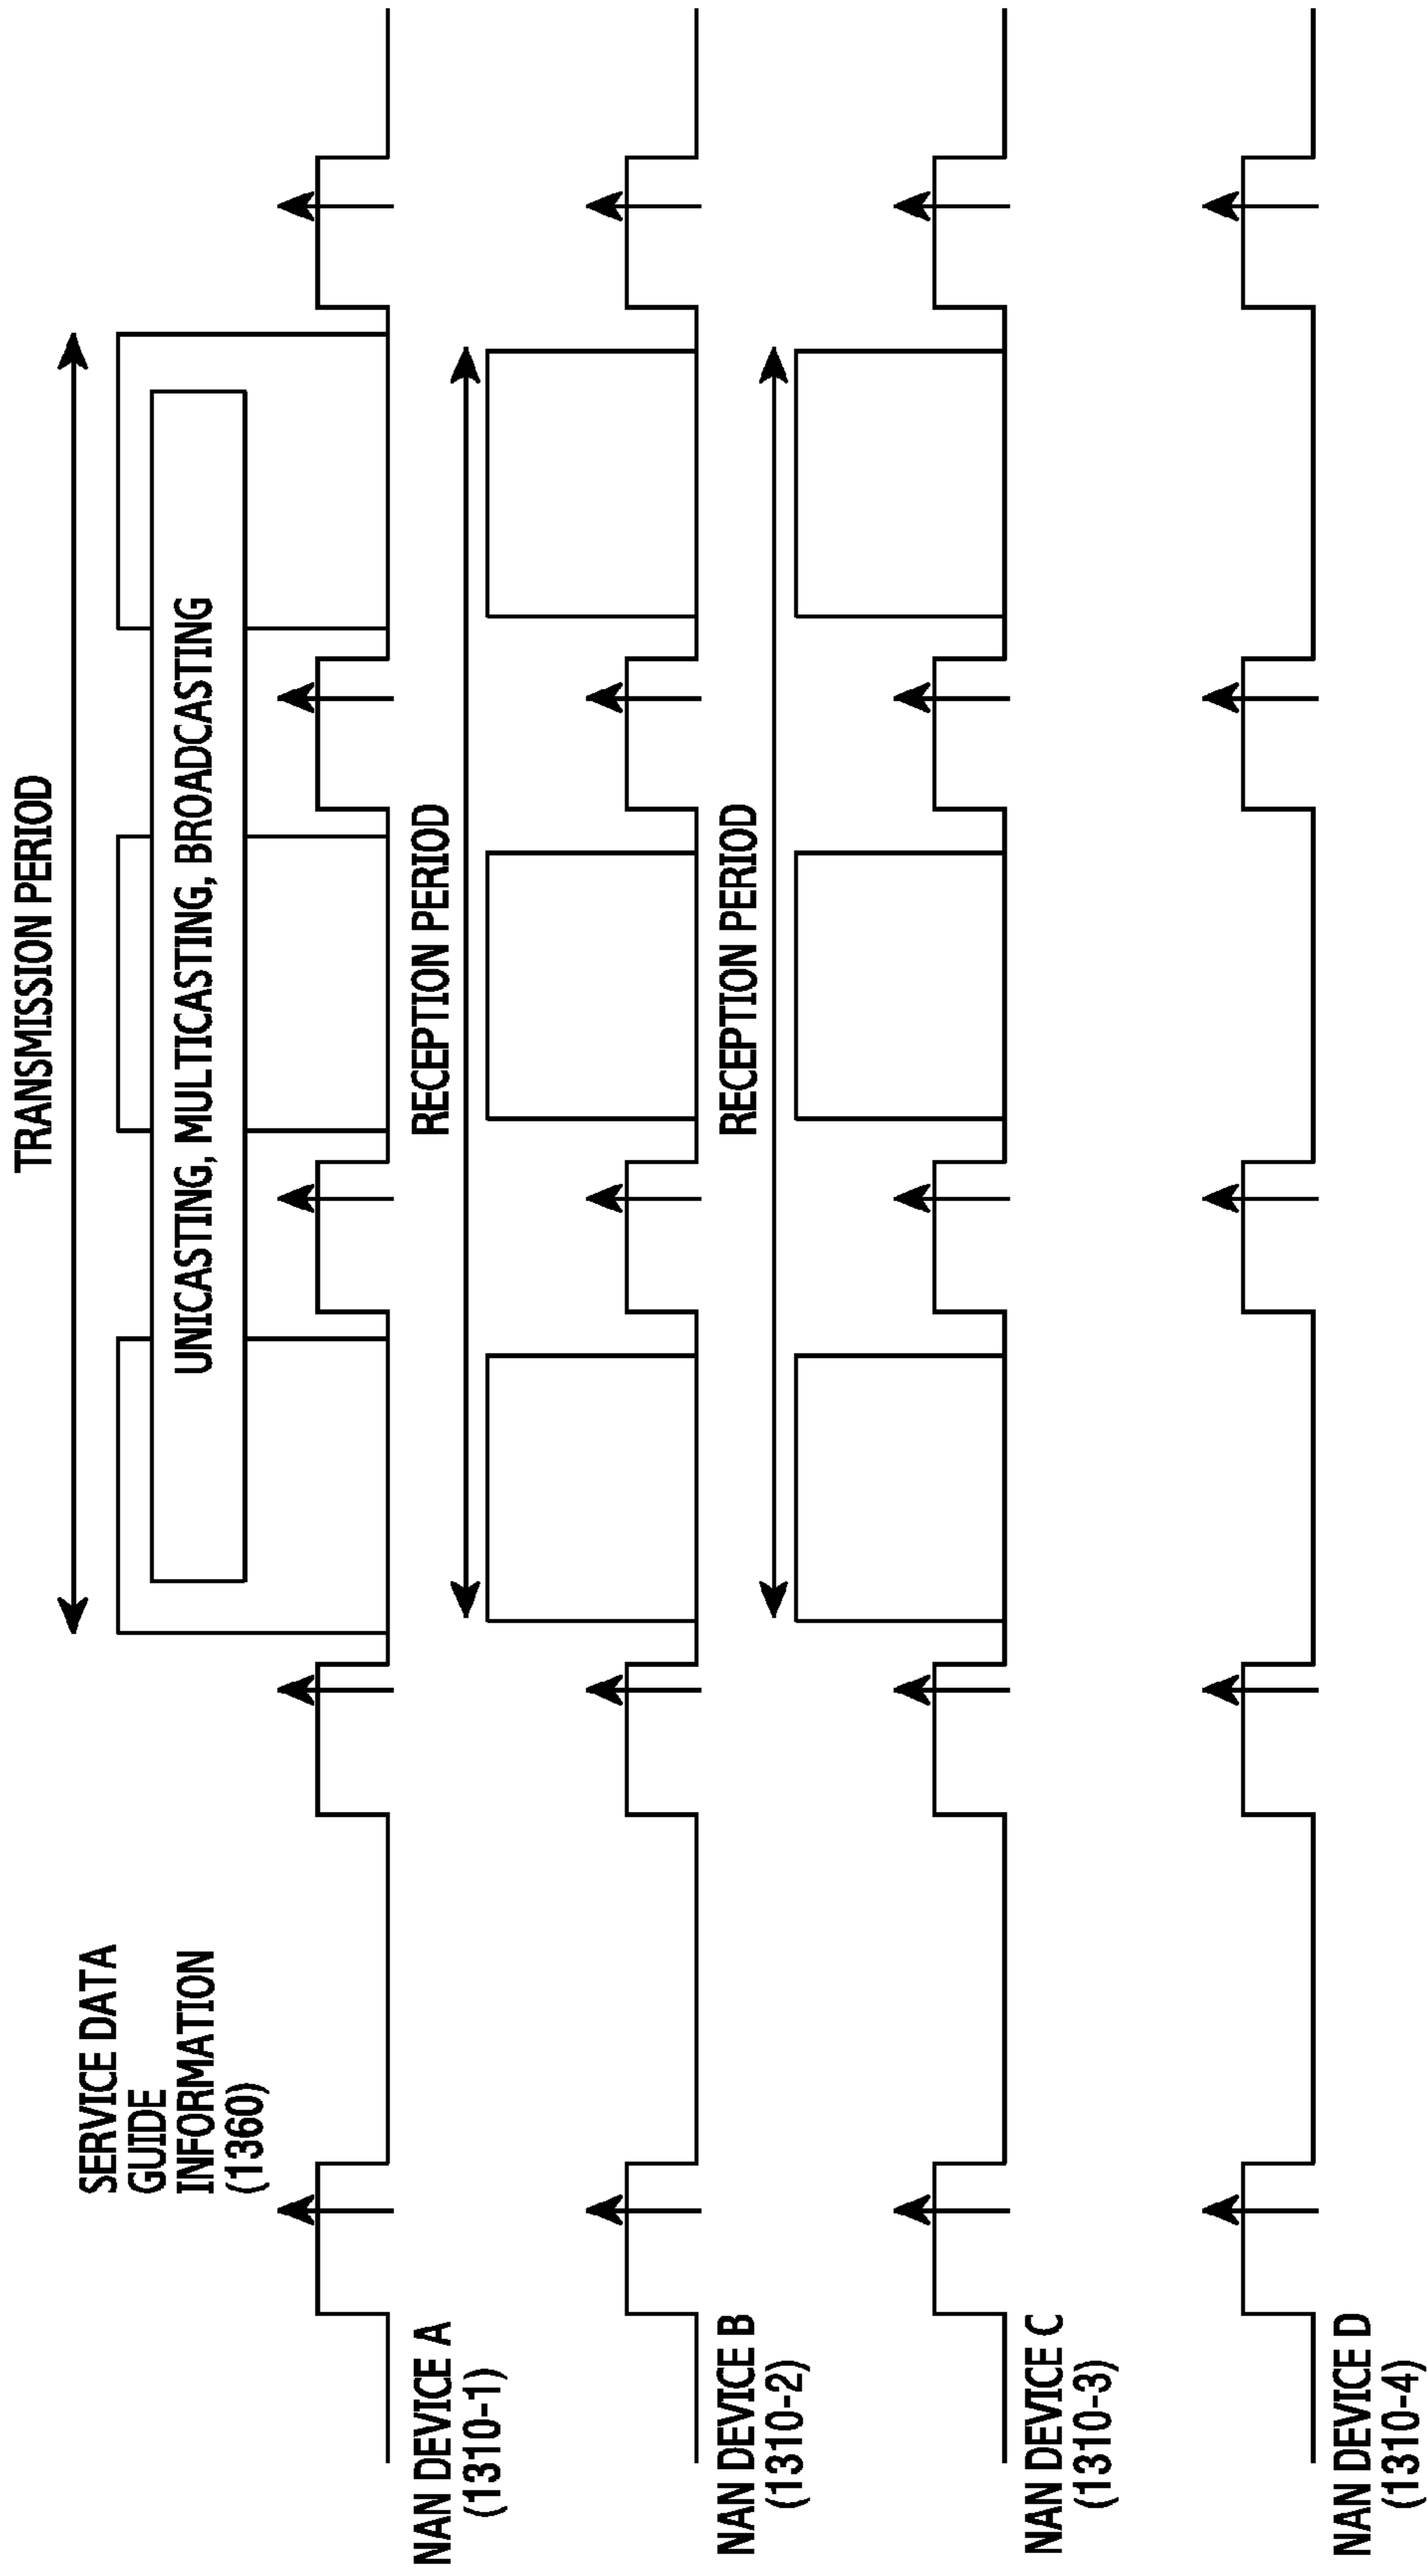 TRANSMISSION PERIOD
SERVICE DATA
GUIDE
INFORMATION
(1360)
UNICASTING, MULTICASTING, BROADCASTING
NAN DEVICE A
(1310-1)
RECEPTION PERIOD
NAN DEVICE B
(1310-2)
RECEPTION PERIOD
NAN DEVICE C
(1310-3)
NAN DEVICE D
(1310-4)